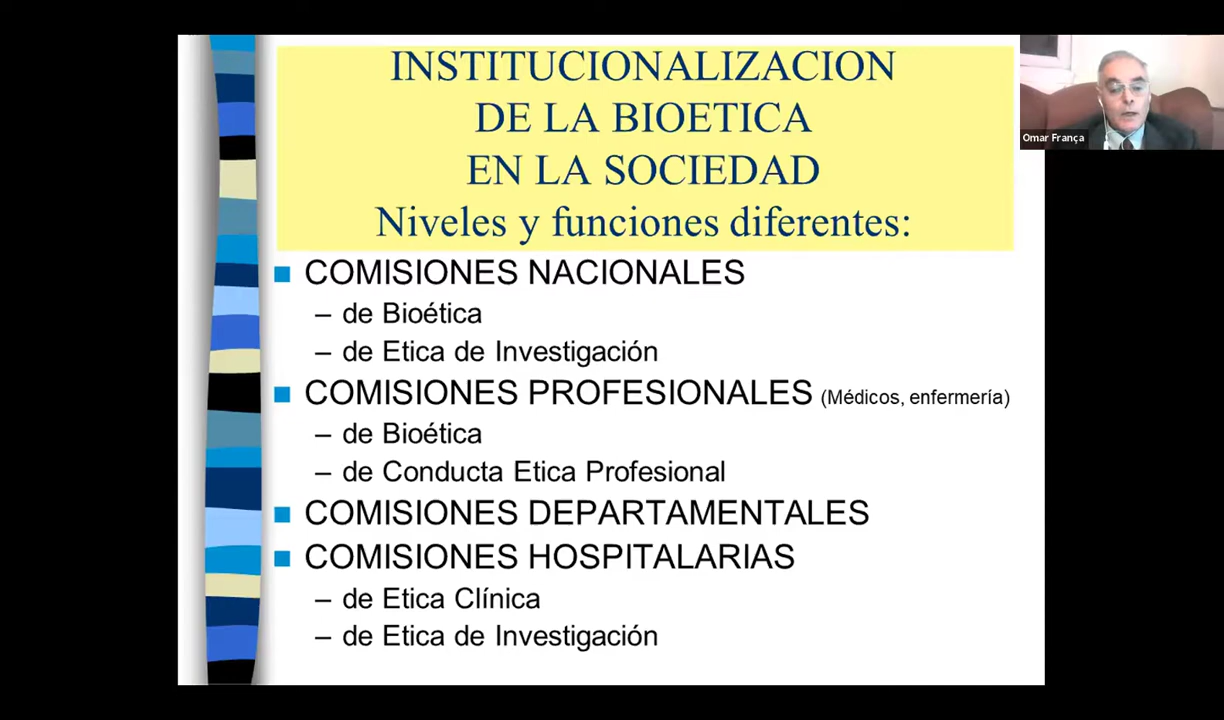 INSTITUCIONALIZACION
DE LA BIOETICA
EN LA SOCIEDAD
Niveles y funciones diferentes:
Omar França
COMISIONES NACIONALES
– de Bioética
– de Etica de Investigación
COMISIONES PROFESIONALES (Médicos, enfermería)
– de Bioética
– de Conducta Etica Profesional
COMISIONES DEPARTAMENTALES
COMISIONES HOSPITALARIAS
– de Etica Clínica
– de Etica de Investigación